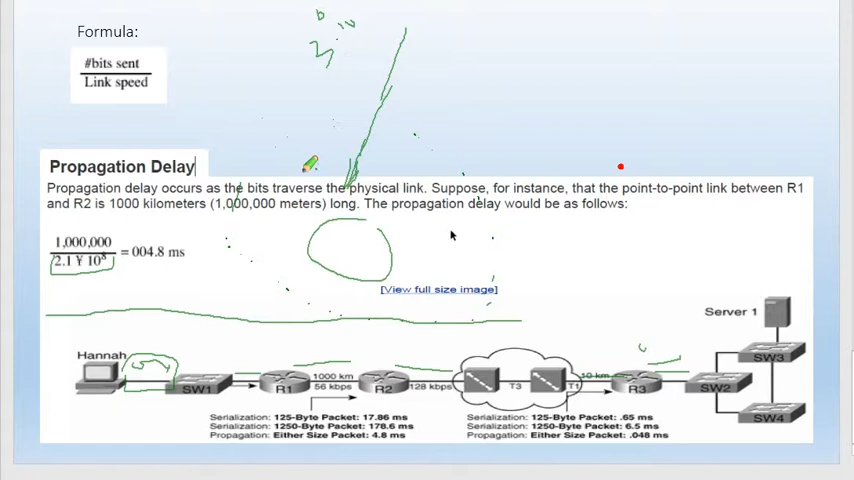 Formula:
#bits sent
Link speed
Propagation Delay
Propagation delay occurs as the bits traverse the physical link. Suppose, for instance, that the point-to-point link between R1
and R2 is 1000 kilometers (1,000,000 meters) long. The propagation delay would be as follows:
1,000,000
2.1 ¥ 10⁸
= 004.8 ms
[View full size image]
Server 1
Hannah
SW3
1000 km
10 km
SW1
R1
56 kbps
R2
128 kbps
T3
T1
R3
SW2
SW4
Serialization: 125-Byte Packet: 17.86 ms
Serialization: 1250-Byte Packet: 178.6 ms
Propagation: Either Size Packet: 4.8 ms
Serialization: 125-Byte Packet: .65 ms
Serialization: 1250-Byte Packet: 6.5 ms
Propagation: Either Size Packet: .048 ms